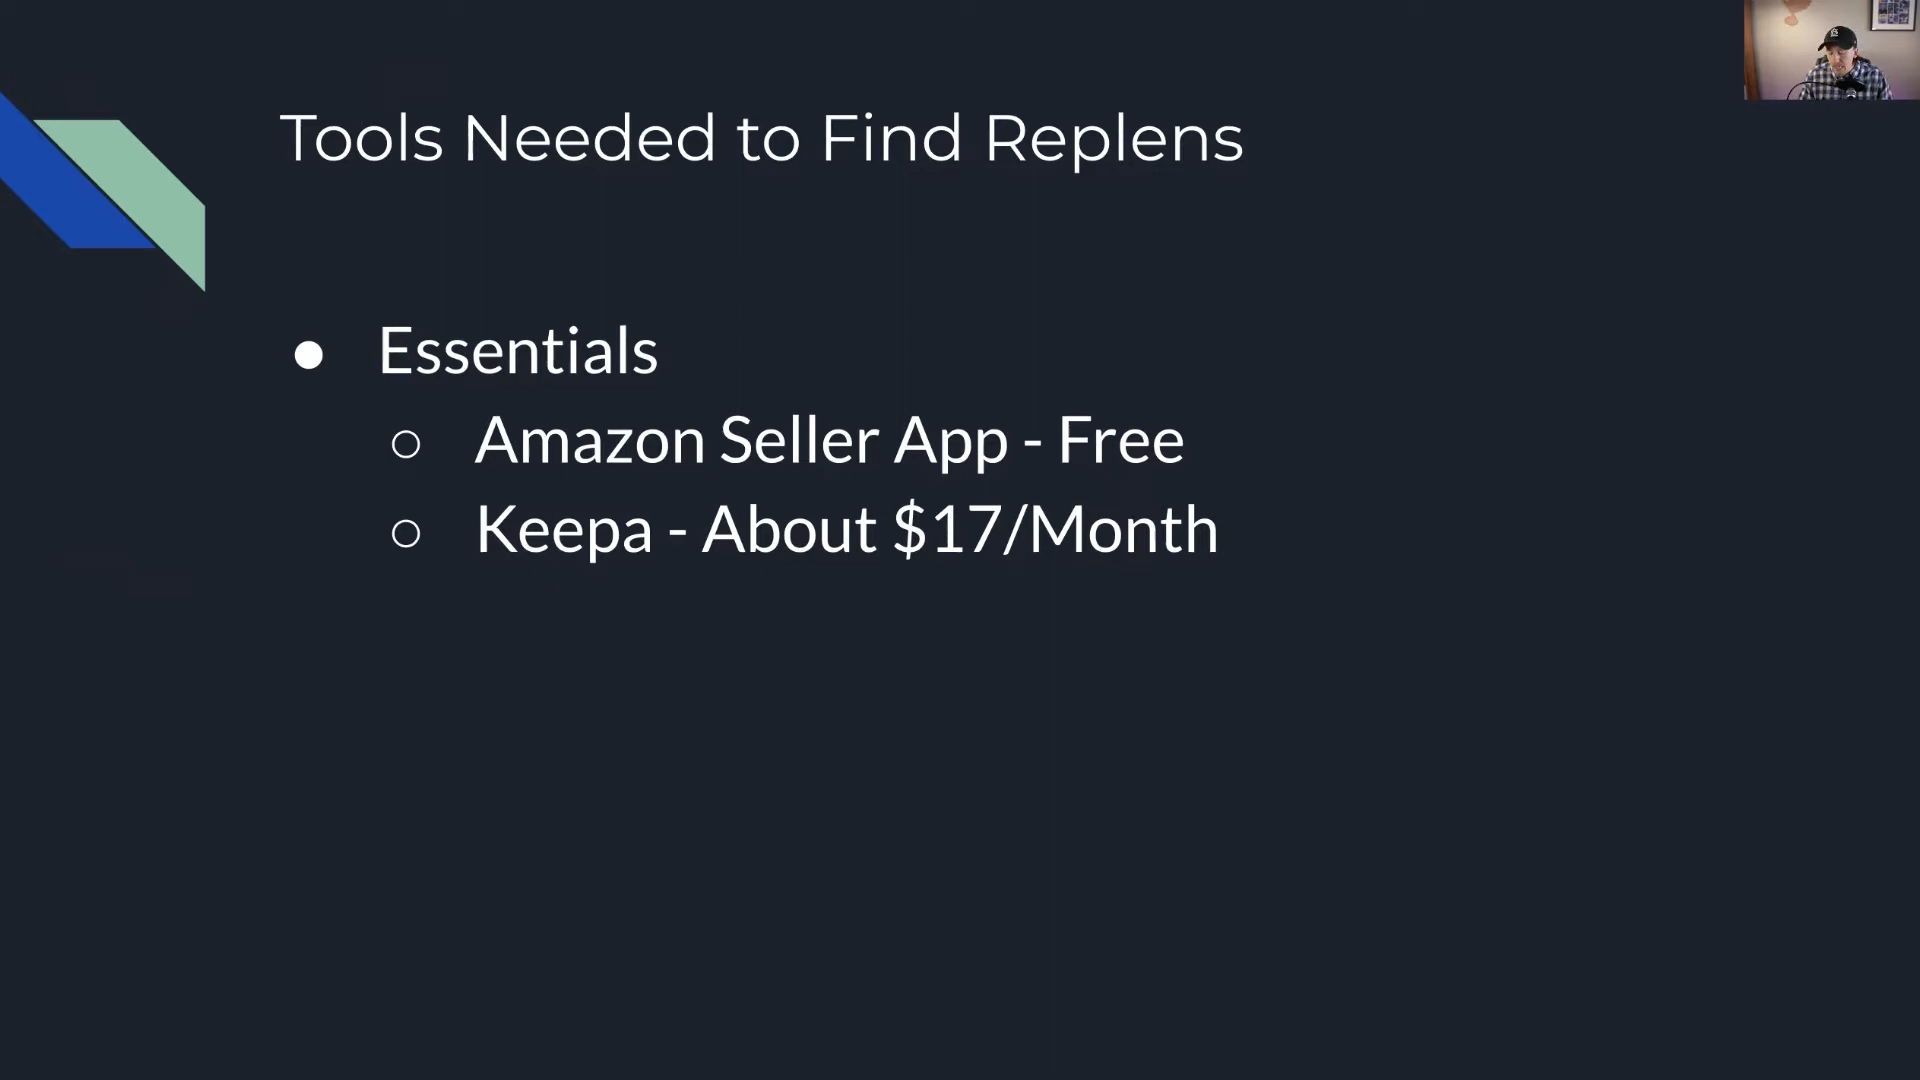 Tools Needed to Find Replens
● Essentials
○ Amazon Seller App - Free
○ Keepa - About $17/Month